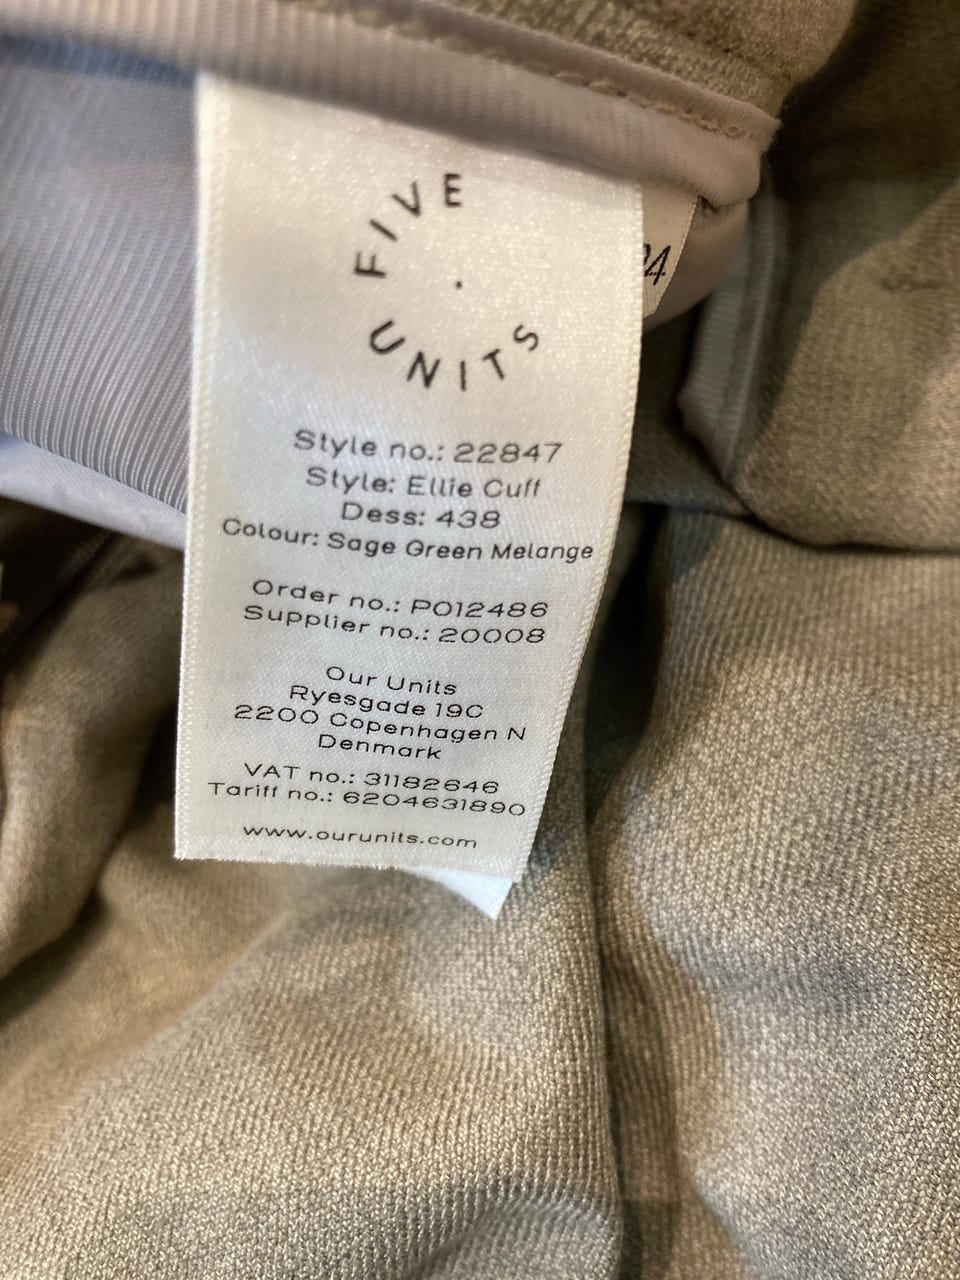 FIVE
UNITS
Style no.: 22847
Style: Ellie Cuff
Dess: 438
Colour: Sage Green Melange
Order no.: PO12486
Supplier no.: 20008
Our Units
Ryesgade 19C
2200 Copenhagen N
Denmark
VAT no.: 31182646
Tariff no.: 6204631890
www.ourunits.com